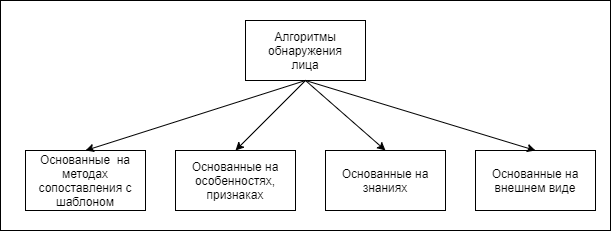 Алгоритмы
обнаружения
лица
Основанные на
методах
сопоставления с
шаблоном
Основанные на
особенностях,
признаках
Основанные на
знаниях
Основанные на
внешнем виде